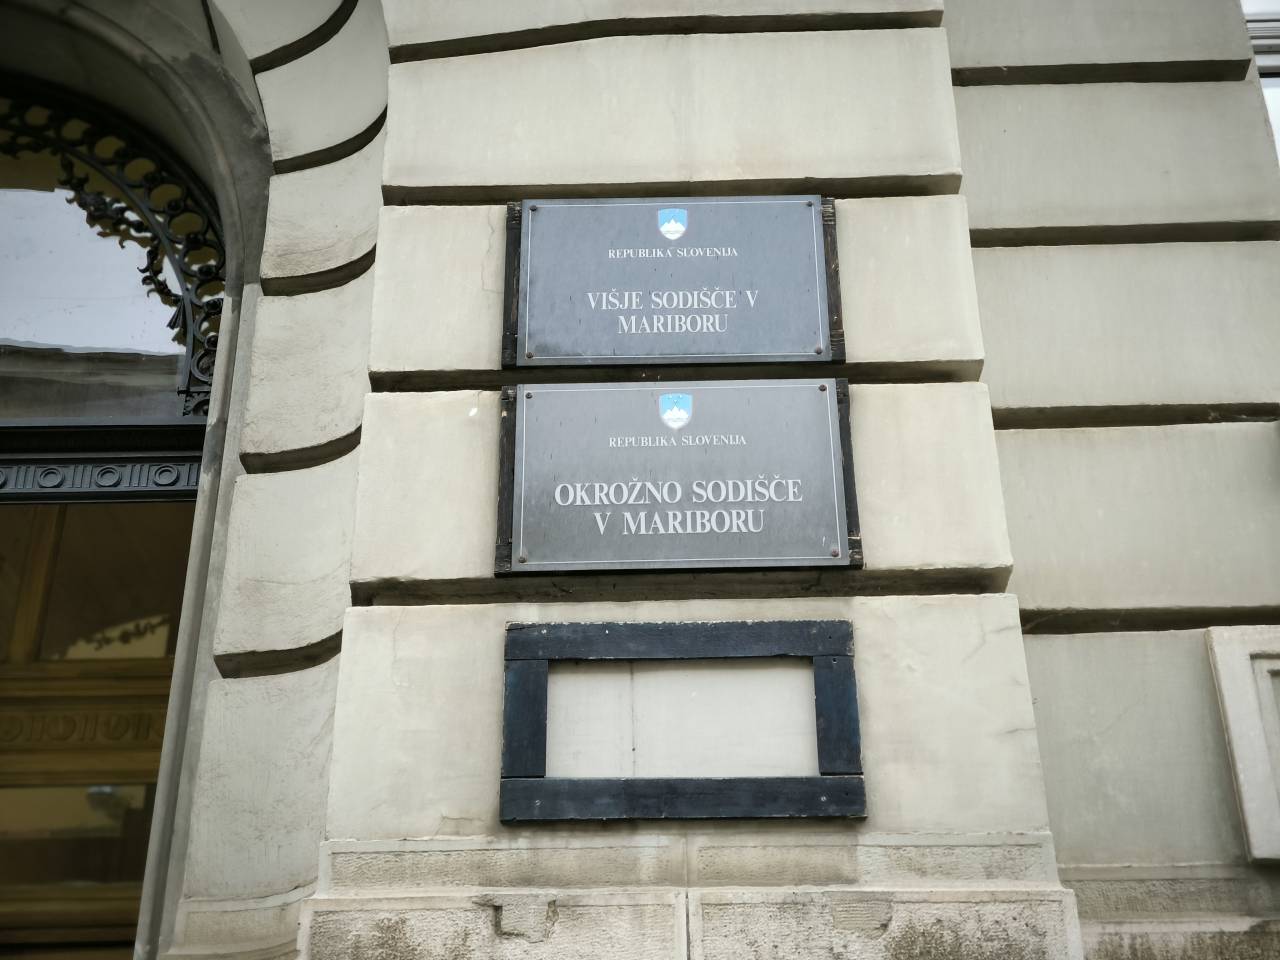 REPUBLIKA SLOVENIJA
VIŠJE SODIŠČE V
MARIBORU
REPUBLIKA SLOVENIJA
OKROŽNO SODIŠČE
V MARIBORU